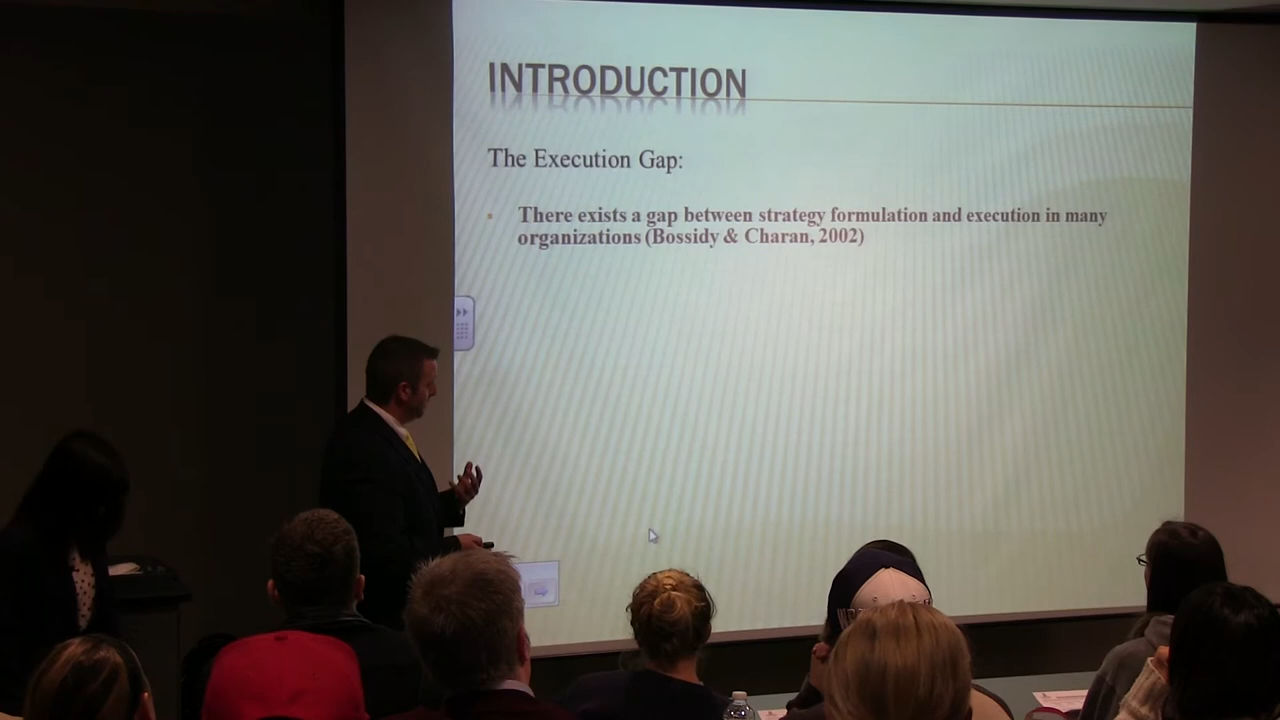 INTRODUCTION
The Execution Gap:
There exists a gap between strategy formulation and execution in many
organizations (Bossidy & Charan, 2002)